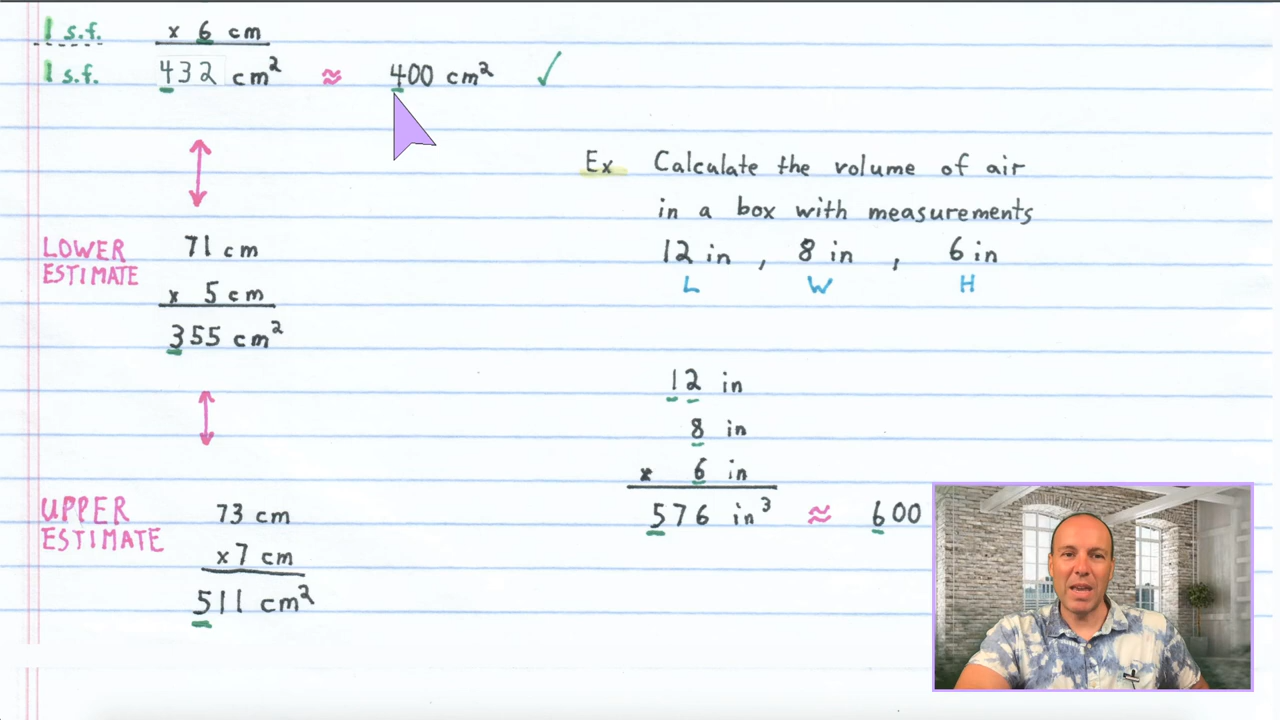 1 s.f. x 6 cm
1 s.f. 432 cm² ≈ 400 cm² ✓
LOWER ESTIMATE
71 cm
x 5 cm
355 cm²
UPPER ESTIMATE
73 cm
x 7 cm
511 cm²
Ex Calculate the volume of air
in a box with measurements
12 in , 8 in , 6 in
L W H
12 in
8 in
x 6 in
576 in³ ≈ 600